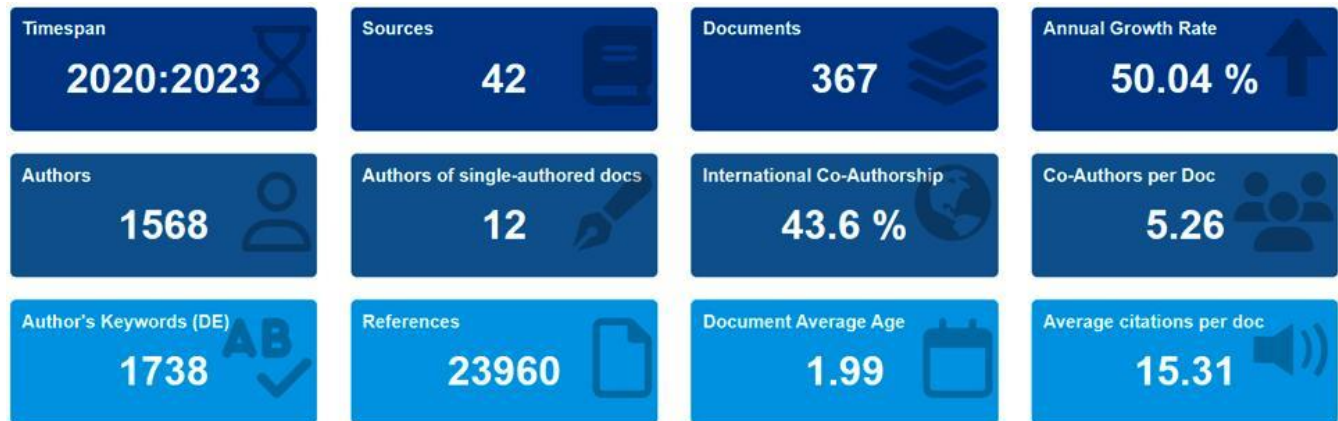 Timespan
2020:2023
Sources
42
Documents
367
Annual Growth Rate
50.04 %
Authors
1568
Authors of single-authored docs
12
International Co-Authorship
43.6 %
Co-Authors per Doc
5.26
Author's Keywords (DE)
1738
AB
References
23960
Document Average Age
1.99
Average citations per doc
15.31